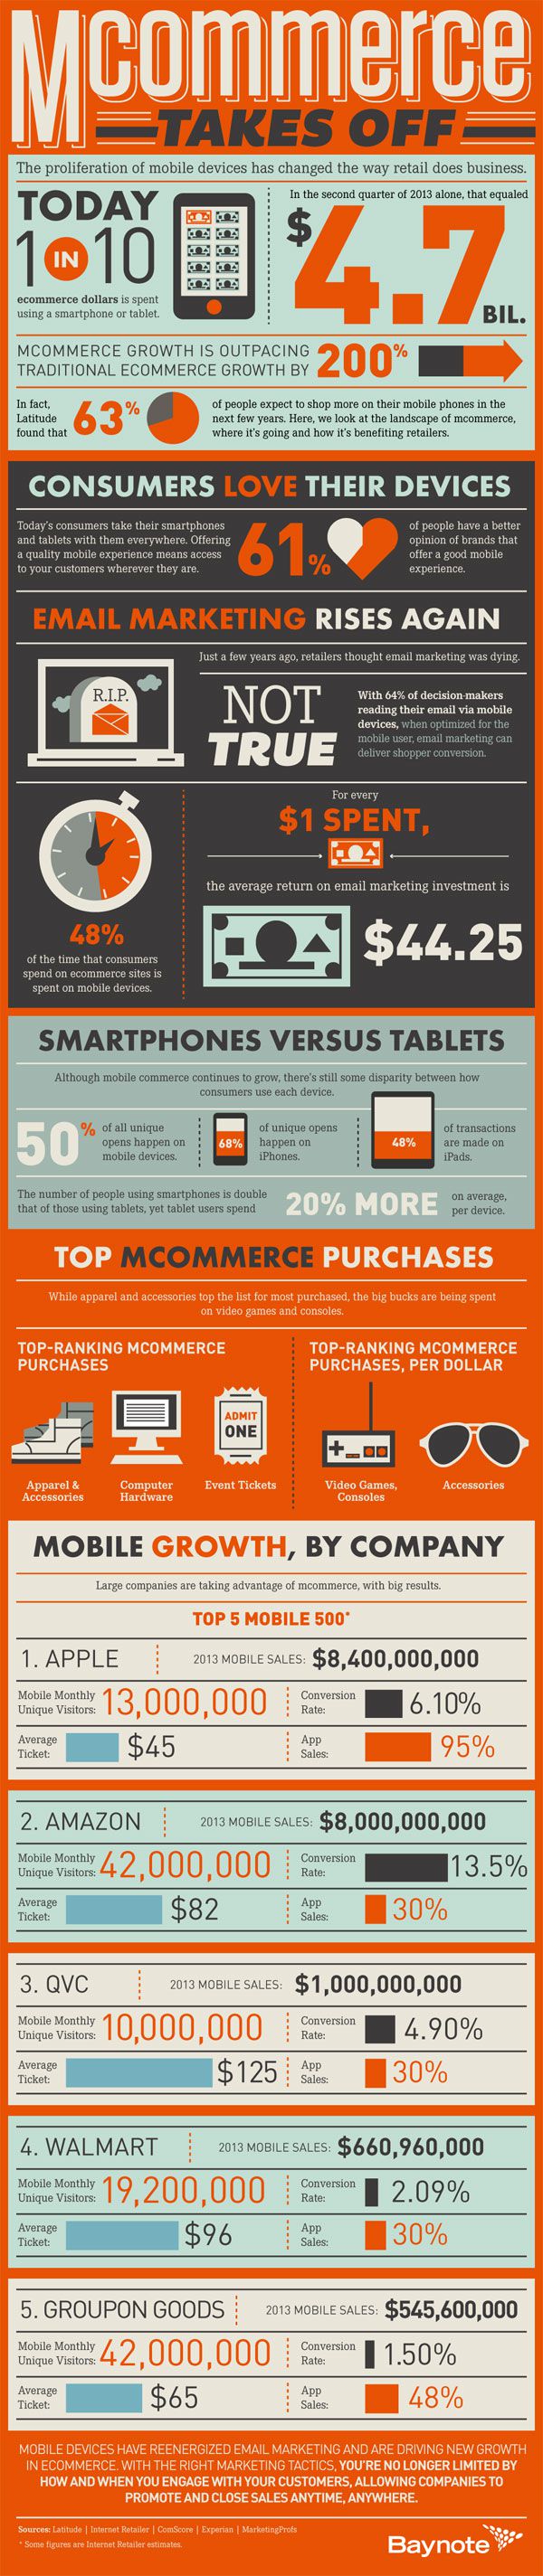 Mcommerce
TAKES OFF
The proliferation of mobile devices has changed the way retail does business.
TODAY
1 IN 10
ecommerce dollars is spent
using a smartphone or tablet.
In the second quarter of 2013 alone, that equaled
$4.7
BIL.
MCOMMERCE GROWTH IS OUTPACING
TRADITIONAL ECOMMERCE GROWTH BY
200%
In fact,
Latitude
found that
63%
of people expect to shop more on their mobile phones in the
next few years. Here, we look at the landscape of mcommerce,
where it's going and how it's benefiting retailers.
CONSUMERS LOVE THEIR DEVICES
Today's consumers take their smartphones
and tablets with them everywhere. Offering
a quality mobile experience means access
to your customers wherever they are.
61%
of people have a better
opinion of brands that
offer a good mobile
experience.
EMAIL MARKETING RISES AGAIN
Just a few years ago, retailers thought email marketing was dying.
R.I.P.
NOT
TRUE
With 64% of decision-makers
reading their email via mobile
devices, when optimized for the
mobile user, email marketing can
deliver shopper conversion.
48%
of the time that consumers
spend on ecommerce sites is
spent on mobile devices.
For every
$1 SPENT,
the average return on email marketing investment is
$44.25
SMARTPHONES VERSUS TABLETS
Although mobile commerce continues to grow, there's still some disparity between how
consumers use each device.
50%
of all unique
opens happen on
mobile devices.
68%
of unique opens
happen on
iPhones.
48%
of transactions
are made on
iPads.
The number of people using smartphones is double
that of those using tablets, yet tablet users spend
20% MORE
on average,
per device.
TOP MCOMMERCE PURCHASES
While apparel and accessories top the list for most purchased, the big bucks are being spent
on video games and consoles.
TOP-RANKING MCOMMERCE
PURCHASES
ADMIT
ONE
Apparel &
Accessories
Computer
Hardware
Event Tickets
TOP-RANKING MCOMMERCE
PURCHASES, PER DOLLAR
Video Games,
Consoles
Accessories
MOBILE GROWTH, BY COMPANY
Large companies are taking advantage of mcommerce, with big results.
TOP 5 MOBILE 500*
1. APPLE
2013 MOBILE SALES: $8,400,000,000
Mobile Monthly
Unique Visitors: 13,000,000
Conversion
Rate: 6.10%
Average
Ticket: $45
App
Sales: 95%
2. AMAZON
2013 MOBILE SALES: $8,000,000,000
Mobile Monthly
Unique Visitors: 42,000,000
Conversion
Rate: 13.5%
Average
Ticket: $82
App
Sales: 30%
3. QVC
2013 MOBILE SALES: $1,000,000,000
Mobile Monthly
Unique Visitors: 10,000,000
Conversion
Rate: 4.90%
Average
Ticket: $125
App
Sales: 30%
4. WALMART
2013 MOBILE SALES: $660,960,000
Mobile Monthly
Unique Visitors: 19,200,000
Conversion
Rate: 2.09%
Average
Ticket: $96
App
Sales: 30%
5. GROUPON GOODS
2013 MOBILE SALES: $545,600,000
Mobile Monthly
Unique Visitors: 42,000,000
Conversion
Rate: 1.50%
Average
Ticket: $65
App
Sales: 48%
MOBILE DEVICES HAVE REENERGIZED EMAIL MARKETING AND ARE DRIVING NEW GROWTH
IN ECOMMERCE. WITH THE RIGHT MARKETING TACTICS, YOU'RE NO LONGER LIMITED BY
HOW AND WHEN YOU ENGAGE WITH YOUR CUSTOMERS, ALLOWING COMPANIES TO
PROMOTE AND CLOSE SALES ANYTIME, ANYWHERE.
Sources: Latitude | Internet Retailer | ComScore | Experian | MarketingProfs
* Some figures are Internet Retailer estimates.
Baynote